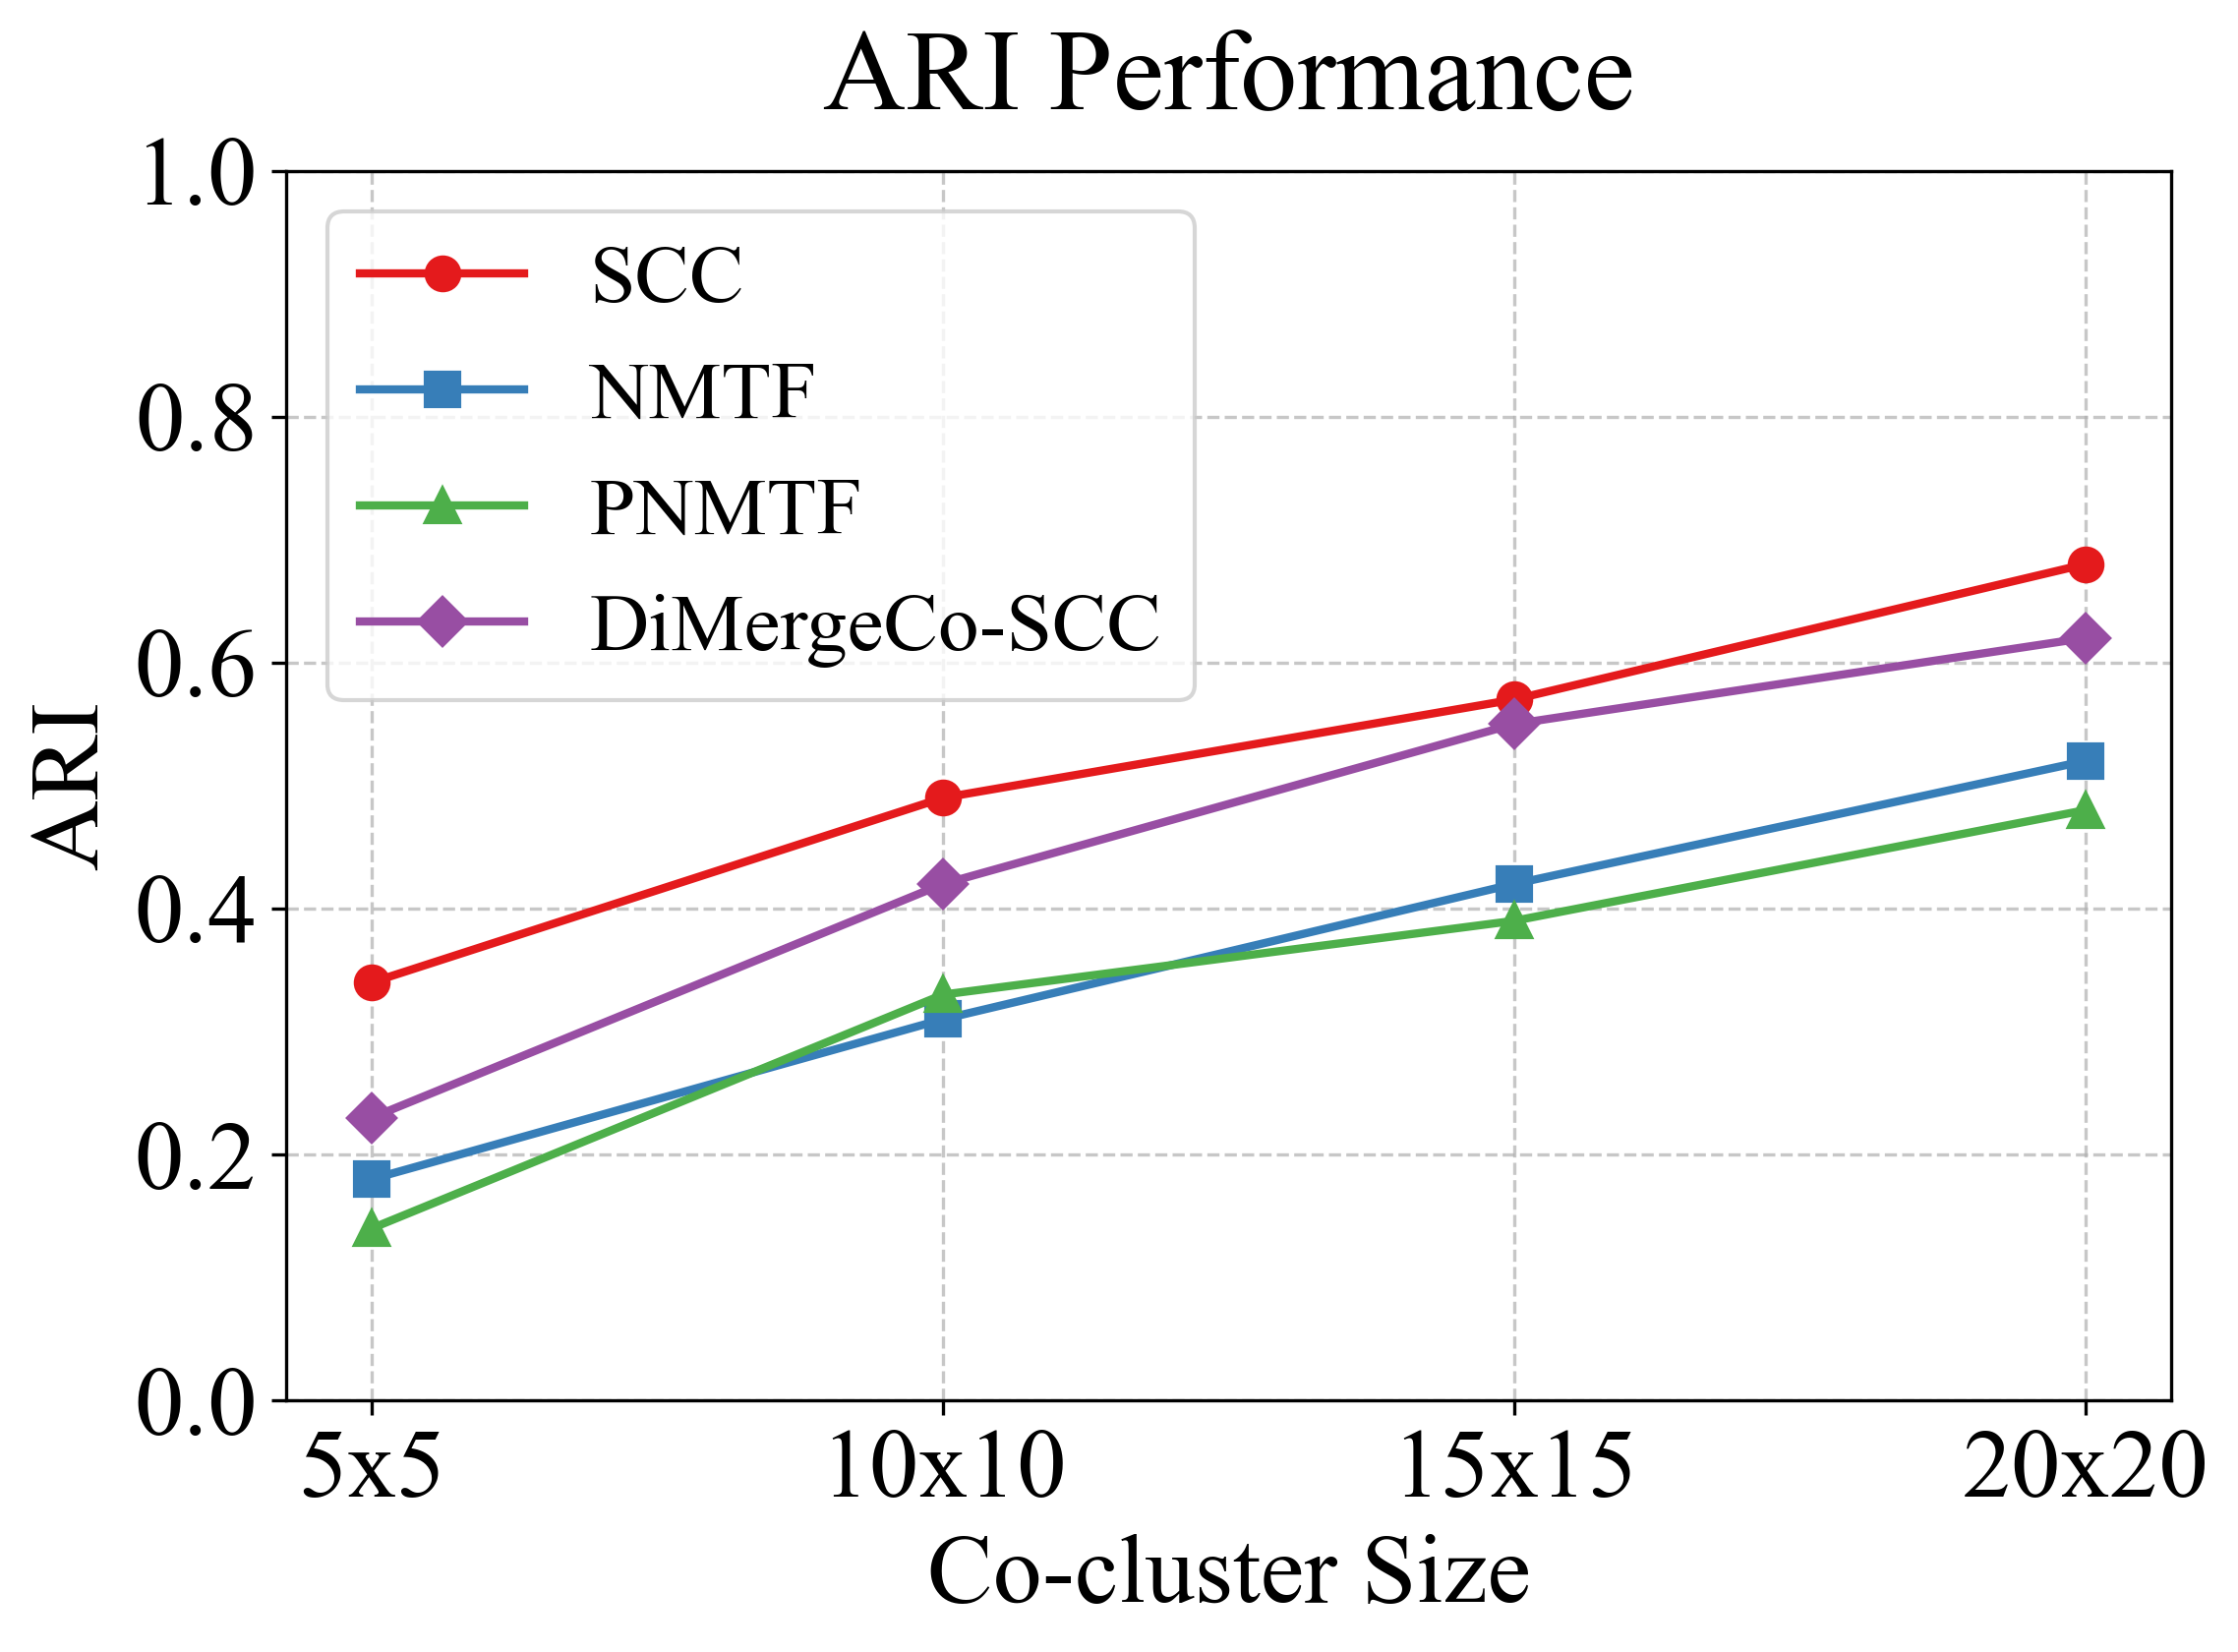 ARI Performance
1.0
0.8
0.6
0.4
0.2
0.0
ARI
SCC
NMTF
PNMTF
DiMergeCo-SCC
5x5
10x10
15x15
20x20
Co-cluster Size